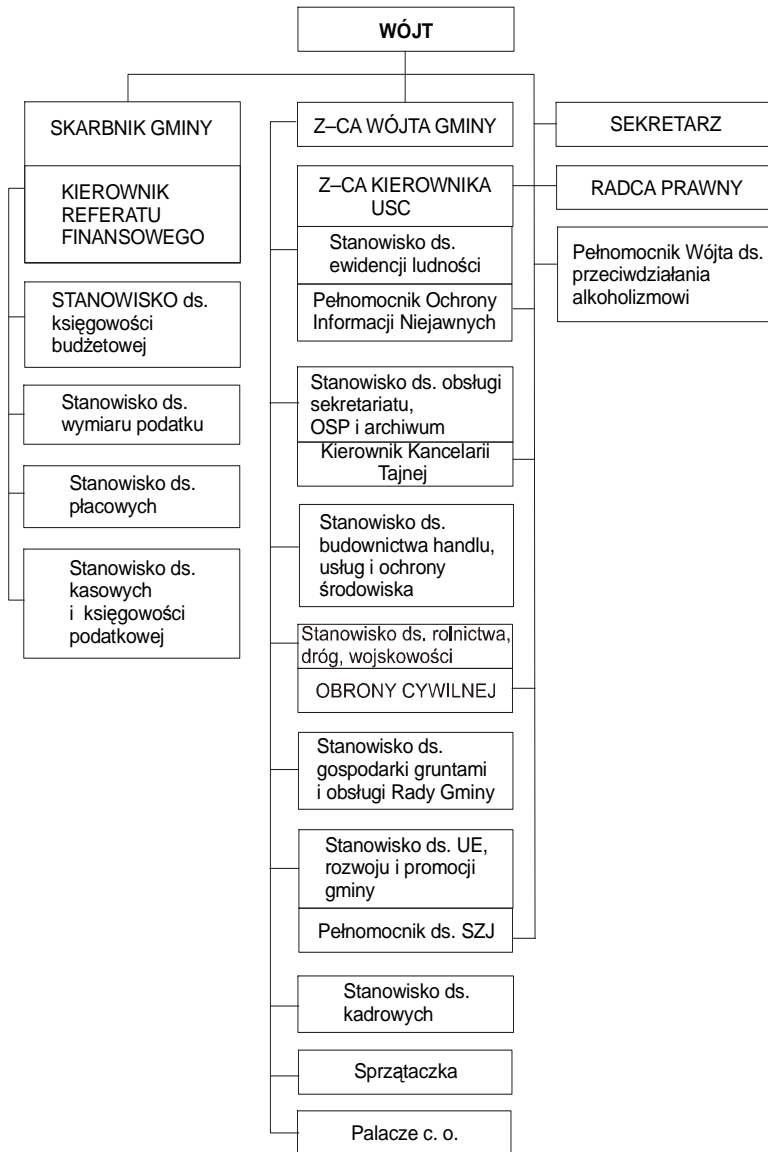 WÓJT
SKARBNIK GMINY
KIEROWNIK
REFERATU
FINANSOWEGO
STANOWISKO ds.
księgowości
budżetowej
Stanowisko ds.
wymiaru podatku
Stanowisko ds.
płacowych
Stanowisko ds.
kasowych
i księgowości
podatkowej
Z–CA WÓJTA GMINY
Z–CA KIEROWNIKA
USC
Stanowisko ds.
ewidencji ludności
Pełnomocnik Ochrony
Informacji Niejawnych
Stanowisko ds. obsługi
sekretariatu,
OSP i archiwum
Kierownik Kancelarii
Tajnej
Stanowisko ds.
budownictwa handlu,
usług i ochrony
środowiska
Stanowisko ds. rolnictwa,
dróg, wojskowości
OBRONY CYWILNEJ
Stanowisko ds.
gospodarki gruntami
i obsługi Rady Gminy
Stanowisko ds. UE,
rozwoju i promocji
gminy
Pełnomocnik ds. SZJ
Stanowisko ds.
kadrowych
Sprzątaczka
Palacze c. o.
SEKRETARZ
RADCA PRAWNY
Pełnomocnik Wójta ds.
przeciwdziałania
alkoholizmowi